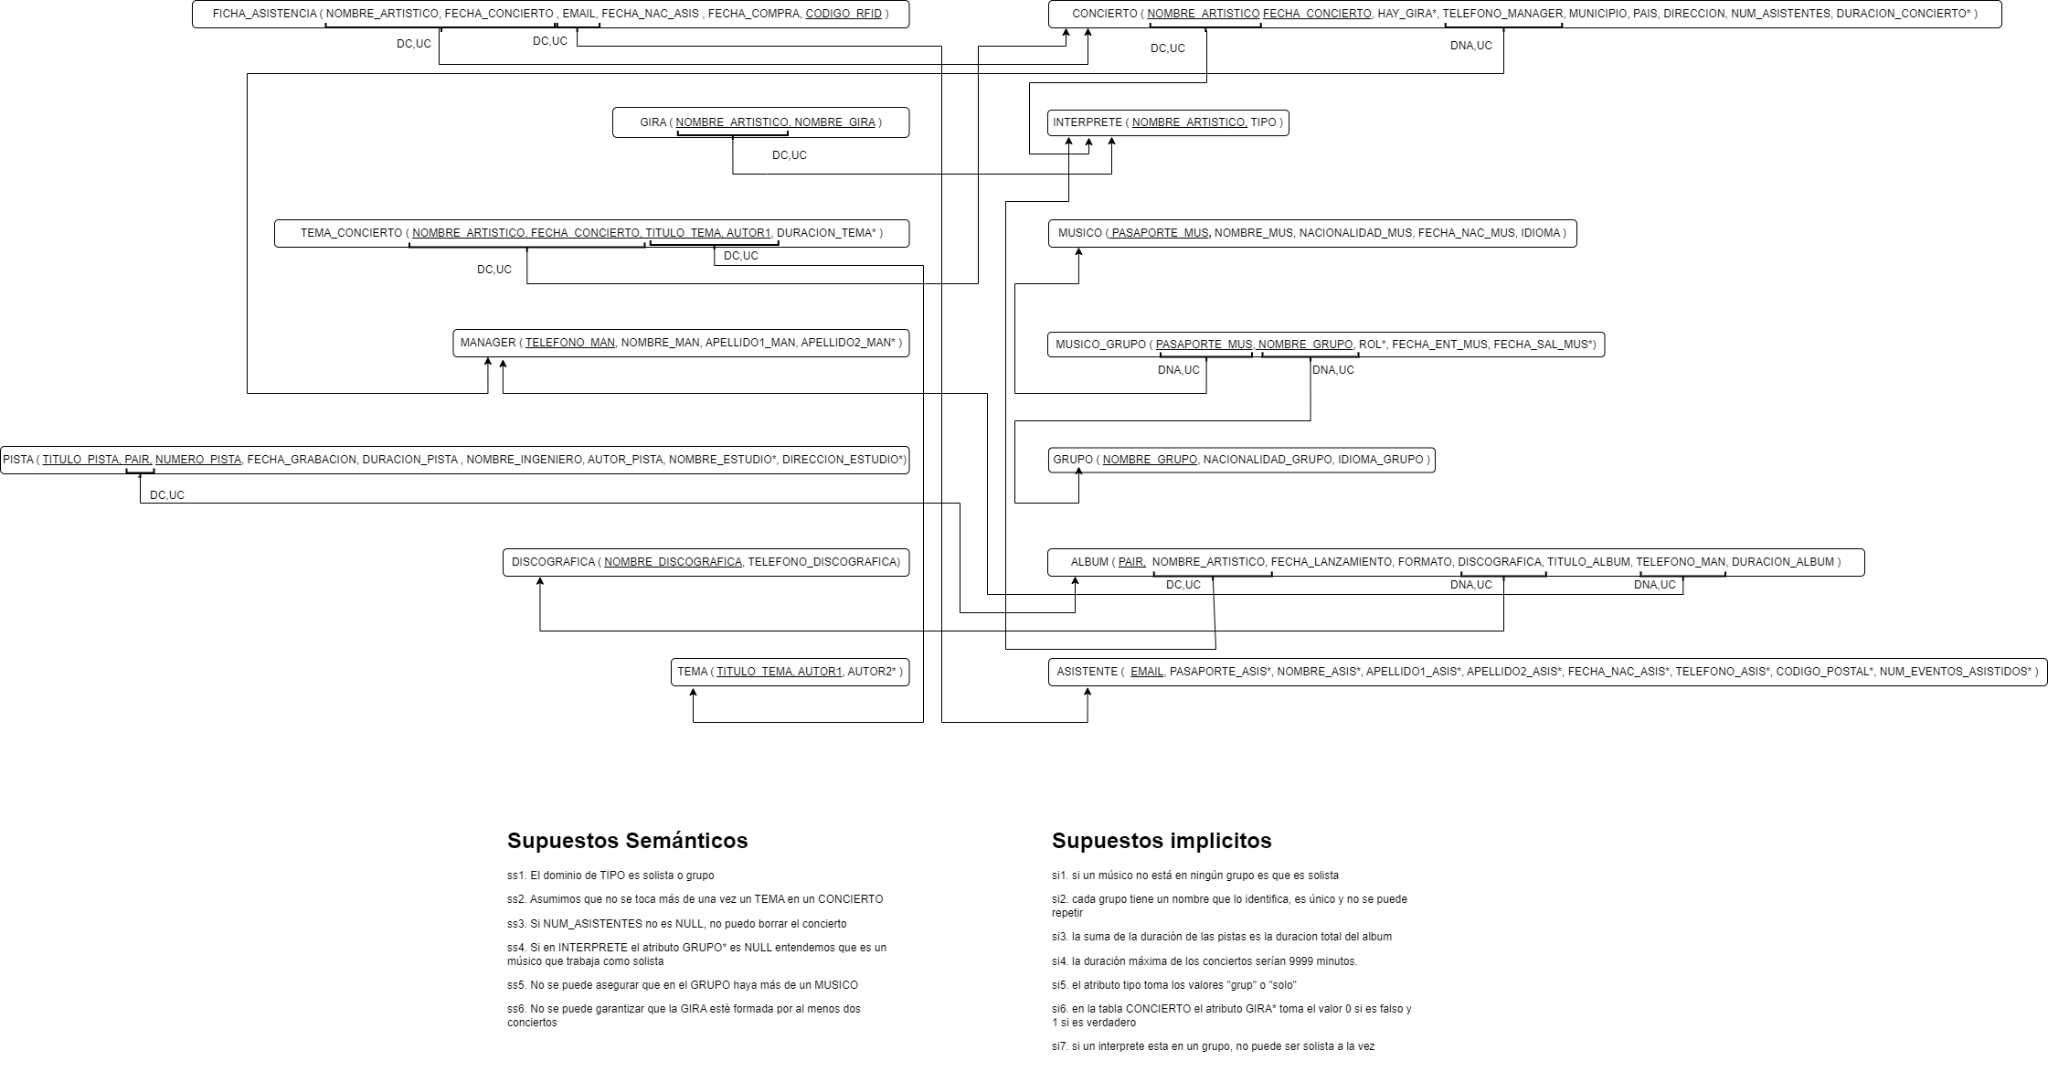 FICHA_ASISTENCIA ( NOMBRE_ARTISTICO, FECHA_CONCIERTO , EMAIL, FECHA_NAC_ASIS , FECHA_COMPRA, CODIGO_RFID )
CONCIERTO ( NOMBRE_ARTISTICO FECHA_CONCIERTO, HAY_GIRA*, TELEFONO_MANAGER, MUNICIPIO, PAIS, DIRECCION, NUM_ASISTENTES, DURACION_CONCIERTO* )
DC,UC
DC,UC
DC,UC
DNA,UC
GIRA ( NOMBRE_ARTISTICO, NOMBRE_GIRA )
INTERPRETE ( NOMBRE_ARTISTICO, TIPO )
DC,UC
TEMA_CONCIERTO ( NOMBRE_ARTISTICO, FECHA_CONCIERTO, TITULO_TEMA, AUTOR1, DURACION_TEMA* )
MUSICO ( PASAPORTE_MUS, NOMBRE_MUS, NACIONALIDAD_MUS, FECHA_NAC_MUS, IDIOMA )
DC,UC
DC,UC
MANAGER ( TELEFONO_MAN, NOMBRE_MAN, APELLIDO1_MAN, APELLIDO2_MAN* )
MUSICO_GRUPO ( PASAPORTE_MUS, NOMBRE_GRUPO, ROL*, FECHA_ENT_MUS, FECHA_SAL_MUS*)
DNA,UC
DNA,UC
PISTA ( TITULO_PISTA, PAIR, NUMERO_PISTA, FECHA_GRABACION, DURACION_PISTA , NOMBRE_INGENIERO, AUTOR_PISTA, NOMBRE_ESTUDIO*, DIRECCION_ESTUDIO*)
GRUPO ( NOMBRE_GRUPO, NACIONALIDAD_GRUPO, IDIOMA_GRUPO )
DC,UC
DISCOGRAFICA ( NOMBRE_DISCOGRAFICA, TELEFONO_DISCOGRAFICA)
ALBUM ( PAIR, NOMBRE_ARTISTICO, FECHA_LANZAMIENTO, FORMATO, DISCOGRAFICA, TITULO_ALBUM, TELEFONO_MAN, DURACION_ALBUM )
DC,UC
DNA,UC
DNA,UC
TEMA ( TITULO_TEMA, AUTOR1, AUTOR2* )
ASISTENTE ( EMAIL, PASAPORTE_ASIS*, NOMBRE_ASIS*, APELLIDO1_ASIS*, APELLIDO2_ASIS*, FECHA_NAC_ASIS*, TELEFONO_ASIS*, CODIGO_POSTAL*, NUM_EVENTOS_ASISTIDOS* )
Supuestos Semánticos
ss1. El dominio de TIPO es solista o grupo
ss2. Asumimos que no se toca más de una vez un TEMA en un CONCIERTO
ss3. Si NUM_ASISTENTES no es NULL, no puedo borrar el concierto
ss4. Si en INTERPRETE el atributo GRUPO* es NULL entendemos que es un
músico que trabaja como solista
ss5. No se puede asegurar que en el GRUPO haya más de un MUSICO
ss6. No se puede garantizar que la GIRA esté formada por al menos dos
conciertos
Supuestos implicitos
si1. si un músico no está en ningún grupo es que es solista
si2. cada grupo tiene un nombre que lo identifica, es único y no se puede
repetir
si3. la suma de la duración de las pistas es la duracion total del album
si4. la duración máxima de los conciertos serían 9999 minutos.
si5. el atributo tipo toma los valores "grup" o "solo"
si6. en la tabla CONCIERTO el atributo GIRA* toma el valor 0 si es falso y
1 si es verdadero
si7. si un interprete esta en un grupo, no puede ser solista a la vez